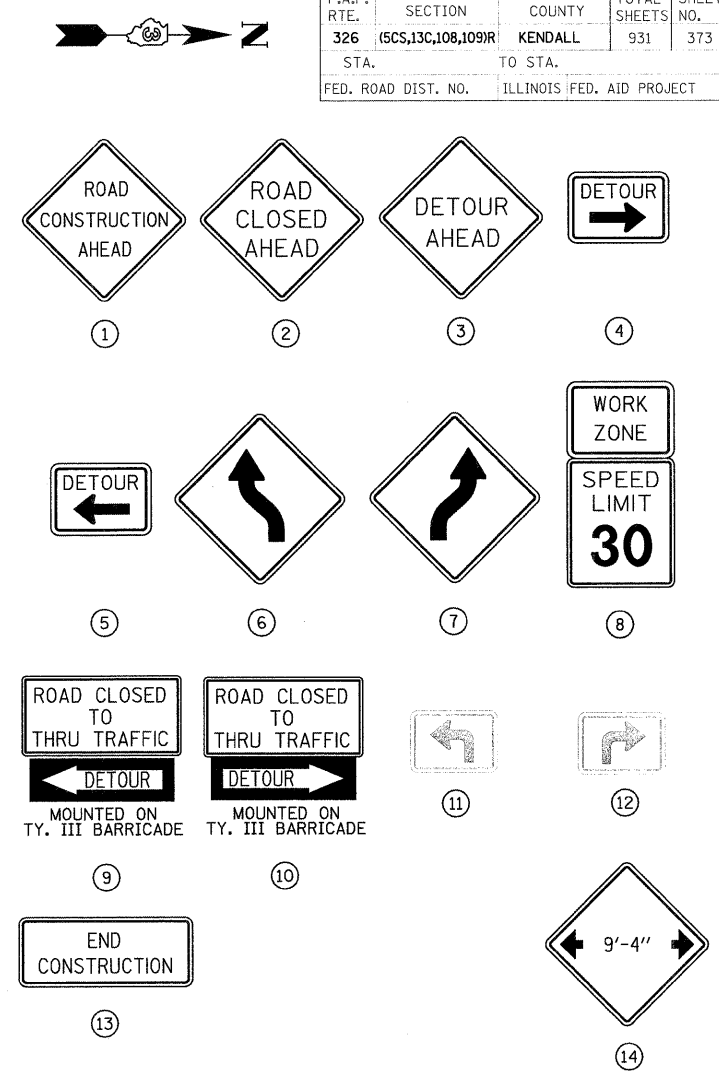 F.A.P. TOTAL SHEET
RTE. SECTION COUNTY SHEETS NO.
326 (5CS,13C,108,109)R KENDALL 931 373
STA. TO STA.
FED. ROAD DIST. NO. ILLINOIS FED. AID PROJECT
N
ROAD
CONSTRUCTION
AHEAD
1
ROAD
CLOSED
AHEAD
2
DETOUR
AHEAD
3
DETOUR
4
DETOUR
5
6
7
WORK
ZONE
SPEED
LIMIT
30
8
ROAD CLOSED
TO
THRU TRAFFIC
DETOUR
MOUNTED ON
TY. III BARRICADE
9
ROAD CLOSED
TO
THRU TRAFFIC
DETOUR
MOUNTED ON
TY. III BARRICADE
10
11
12
END
CONSTRUCTION
13
9'-4"
14